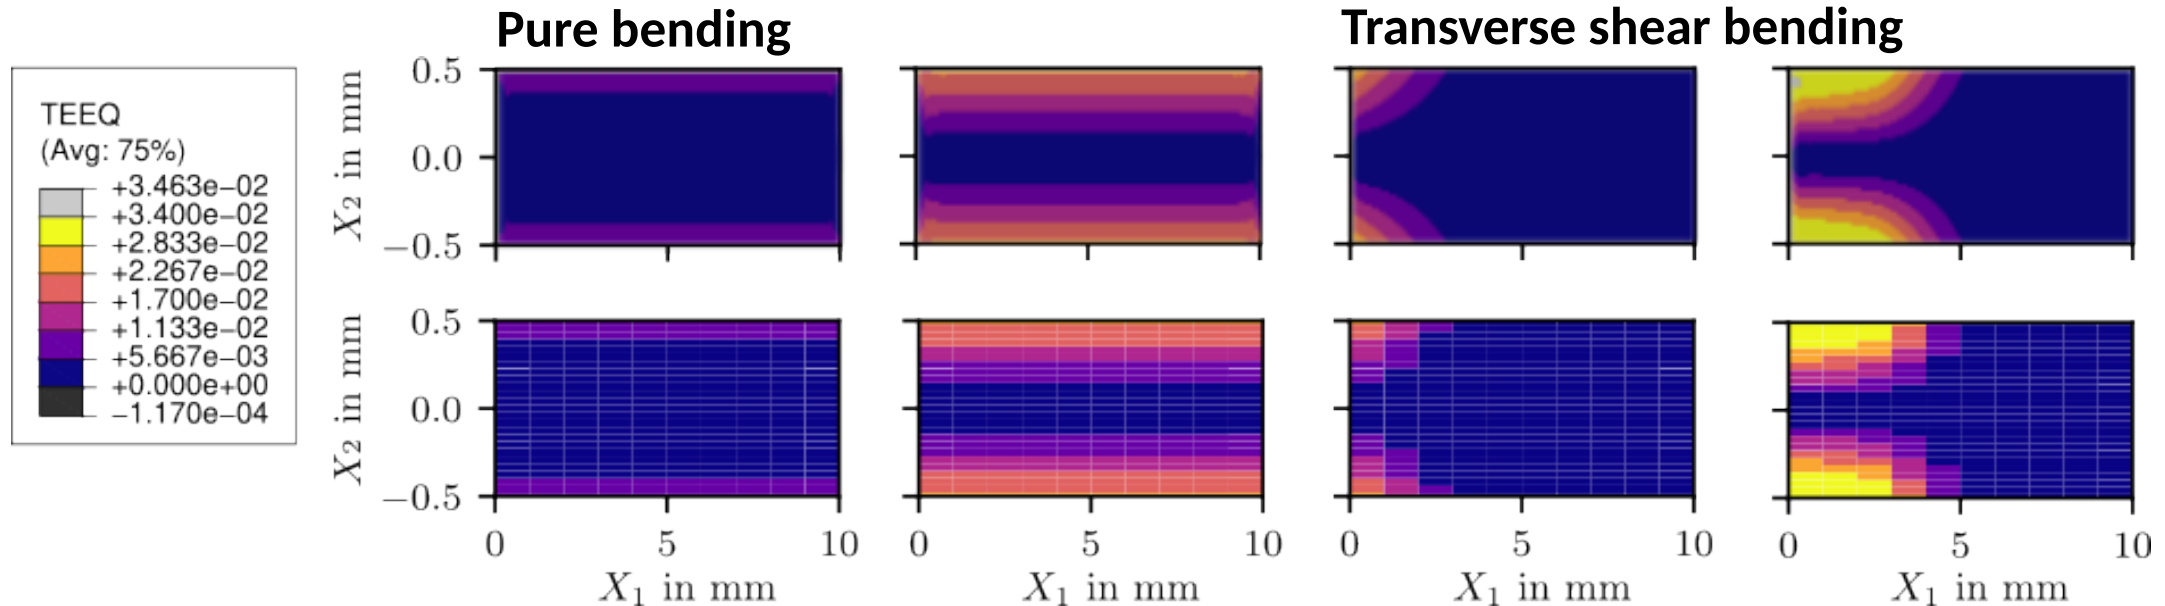 Pure bending
Transverse shear bending
TEEQ
(Avg: 75%)
+3.463e−02
+3.400e−02
+2.833e−02
+2.267e−02
+1.700e−02
+1.133e−02
+5.667e−03
+0.000e+00
−1.170e−04
X2 in mm
0.5
0.0
−0.5
X2 in mm
0.5
0.0
−0.5
0 5 10 0 5 10 0 5 10 0 5 10
X1 in mm X1 in mm X1 in mm X1 in mm